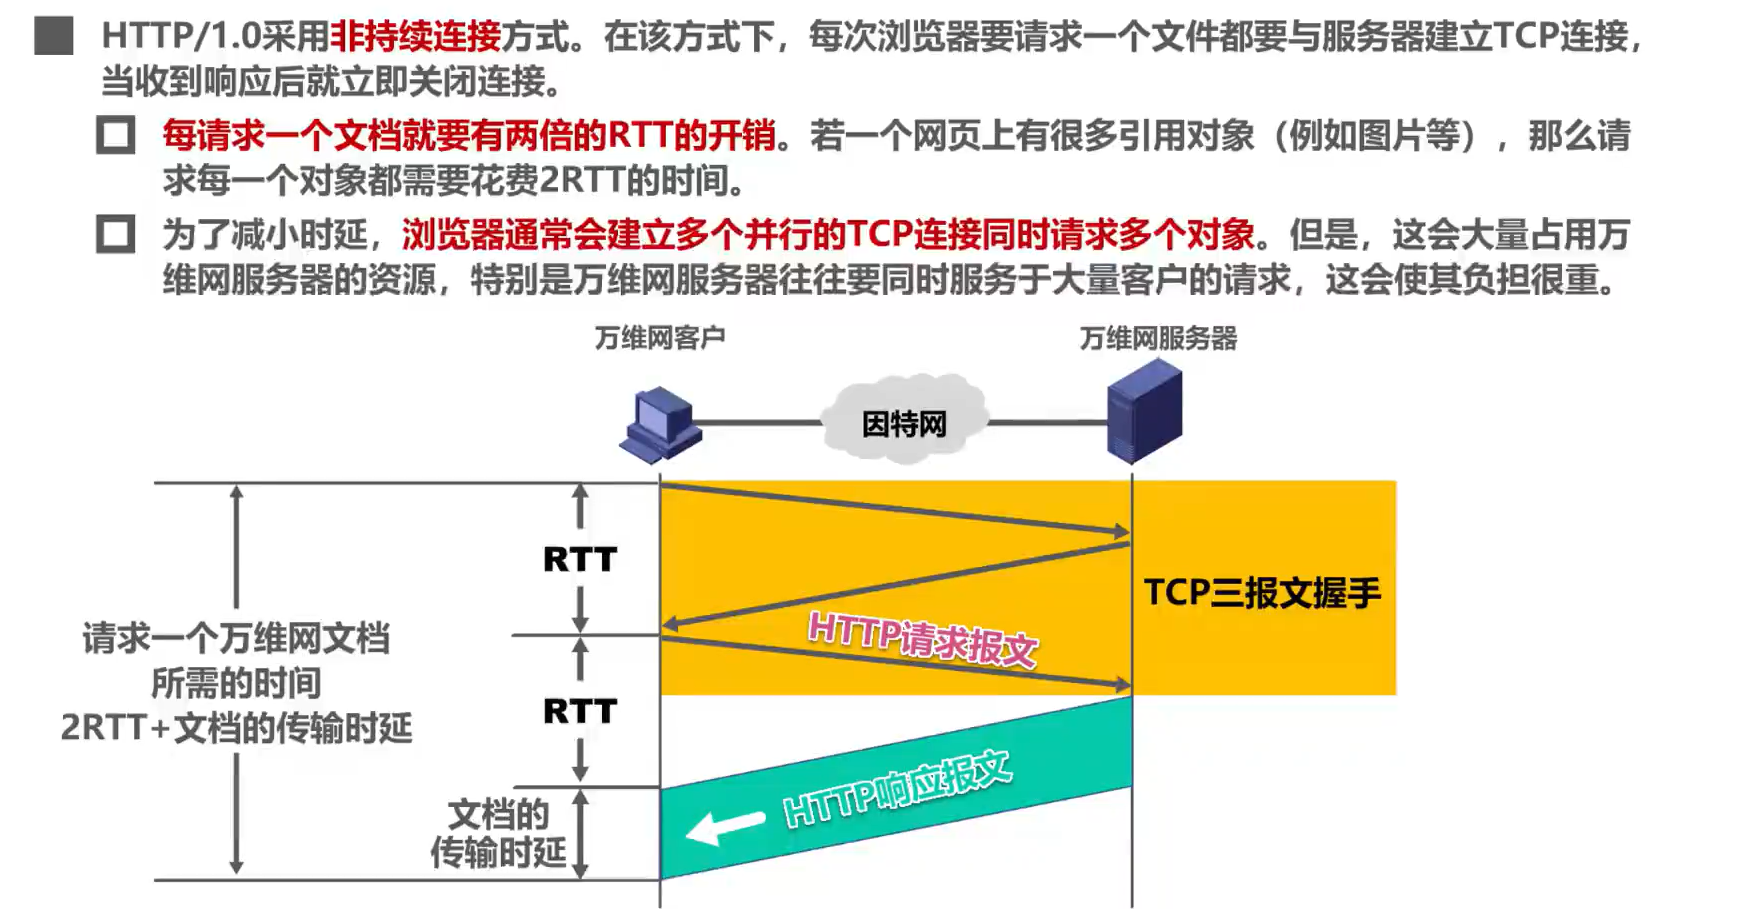 HTTP/1.0采用非持续连接方式。在该方式下，每次浏览器要请求一个文件都要与服务器建立TCP连接，
当收到响应后就立即关闭连接。
每请求一个文档就要有两倍的RTT的开销。若一个网页上有很多引用对象（例如图片等），那么请
求每一个对象都需要花费2RTT的时间。
为了减小时延，浏览器通常会建立多个并行的TCP连接同时请求多个对象。但是，这会大量占用万
维网服务器的资源，特别是万维网服务器往往要同时服务于大量客户的请求，这会使其负担很重。
万维网客户
万维网服务器
因特网
RTT
TCP三报文握手
HTTP请求报文
请求一个万维网文档
所需的时间
2RTT+文档的传输时延
RTT
HTTP响应报文
文档的
传输时延